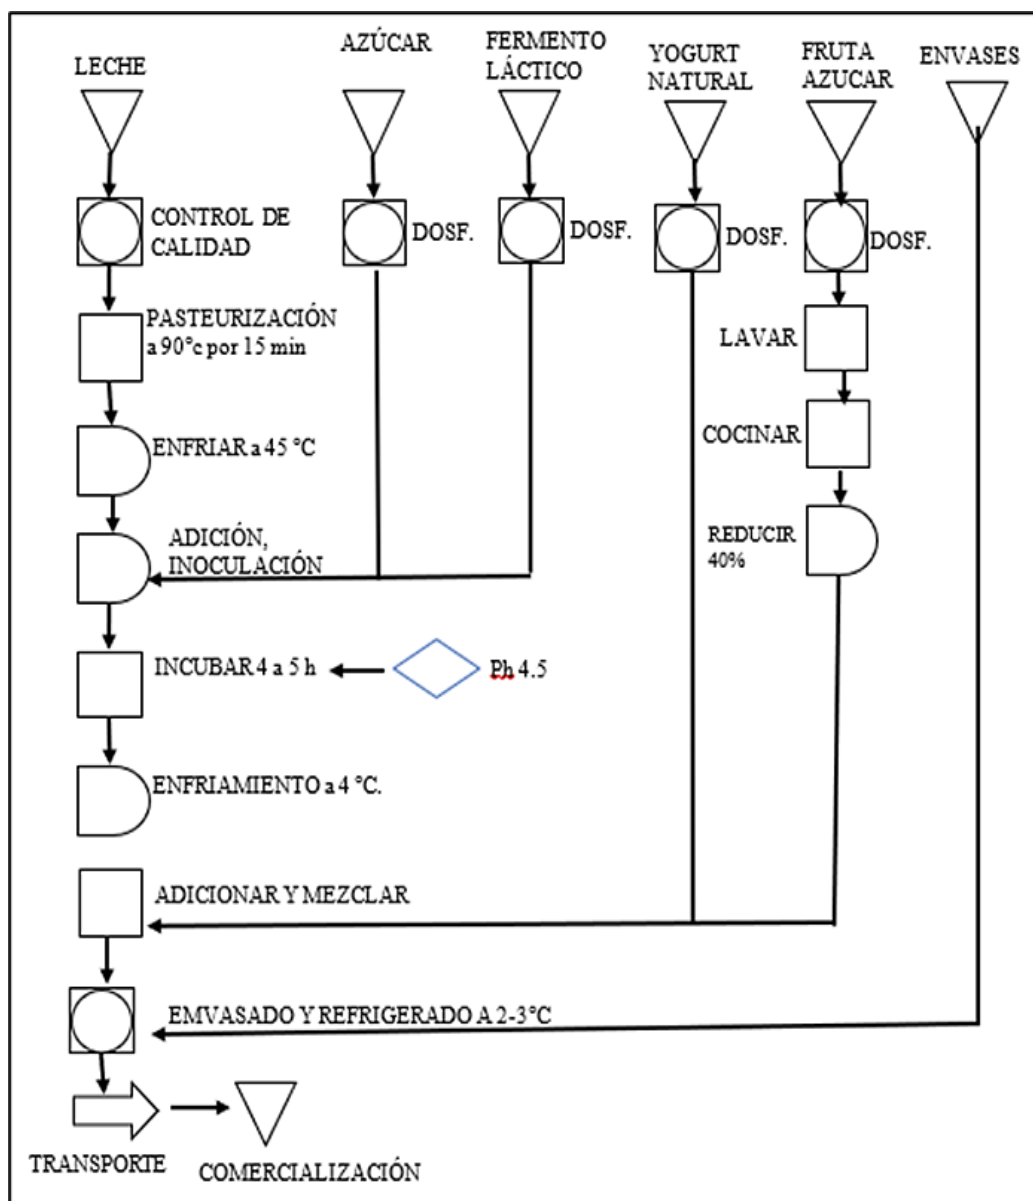 LECHE
AZÚCAR
FERMENTO
LÁCTICO
YOGURT
NATURAL
FRUTA
AZUCAR
ENVASES
CONTROL DE
CALIDAD
DOSF.
DOSF.
DOSF.
DOSF.
PASTEURIZACIÓN
a 90°c por 15 min
LAVAR
ENFRIAR a 45 °C
COCINAR
ADICIÓN,
INOCULACIÓN
REDUCIR
40%
INCUBAR 4 a 5 h
Ph 4.5
ENFRIAMIENTO a 4 °C.
ADICIONAR Y MEZCLAR
EMVASADO Y REFRIGERADO A 2-3°C
TRANSPORTE
COMERCIALIZACIÓN